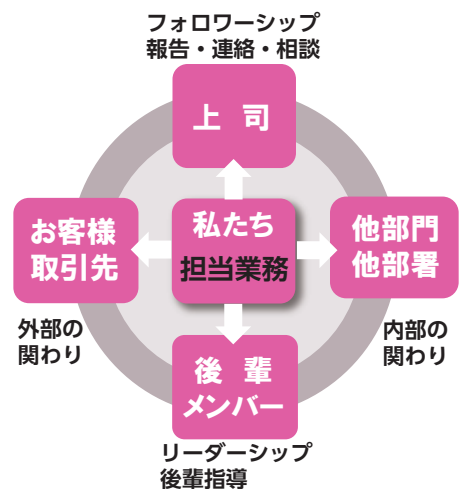 フォロワーシップ
報告・連絡・相談
上 司
お客様
取引先
私たち
担当業務
他部門
他部署
外部の
関わり
内部の
関わり
後 輩
メンバー
リーダーシップ
後輩指導